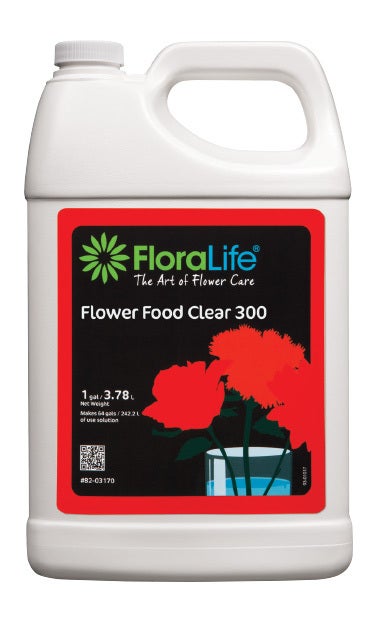 FloraLife®
The Art of Flower Care
Flower Food Clear 300
1 gal / 3.78 L
Net Weight
Makes 64 gals / 242.2 L
of use solution
#82-03170